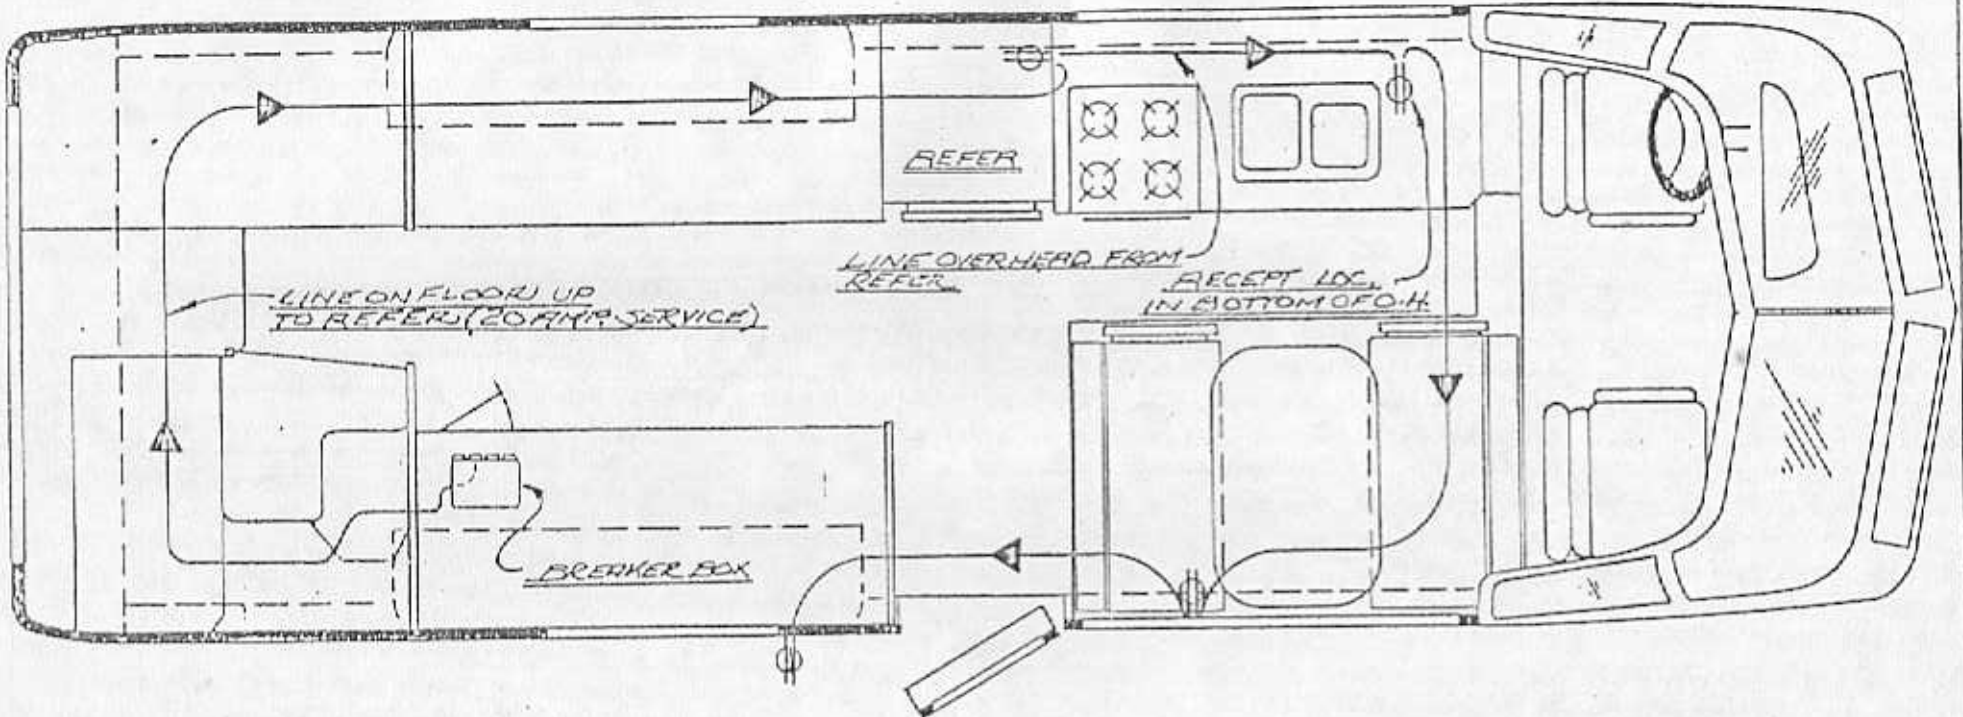 REFER
LINE OVERHEAD FROM
REFER
RECEPT LOC.
IN BOTTOM OF O.H.
LINE ON FLOOR UP
TO REFER (20 AMP. SERVICE)
BREAKER BOX